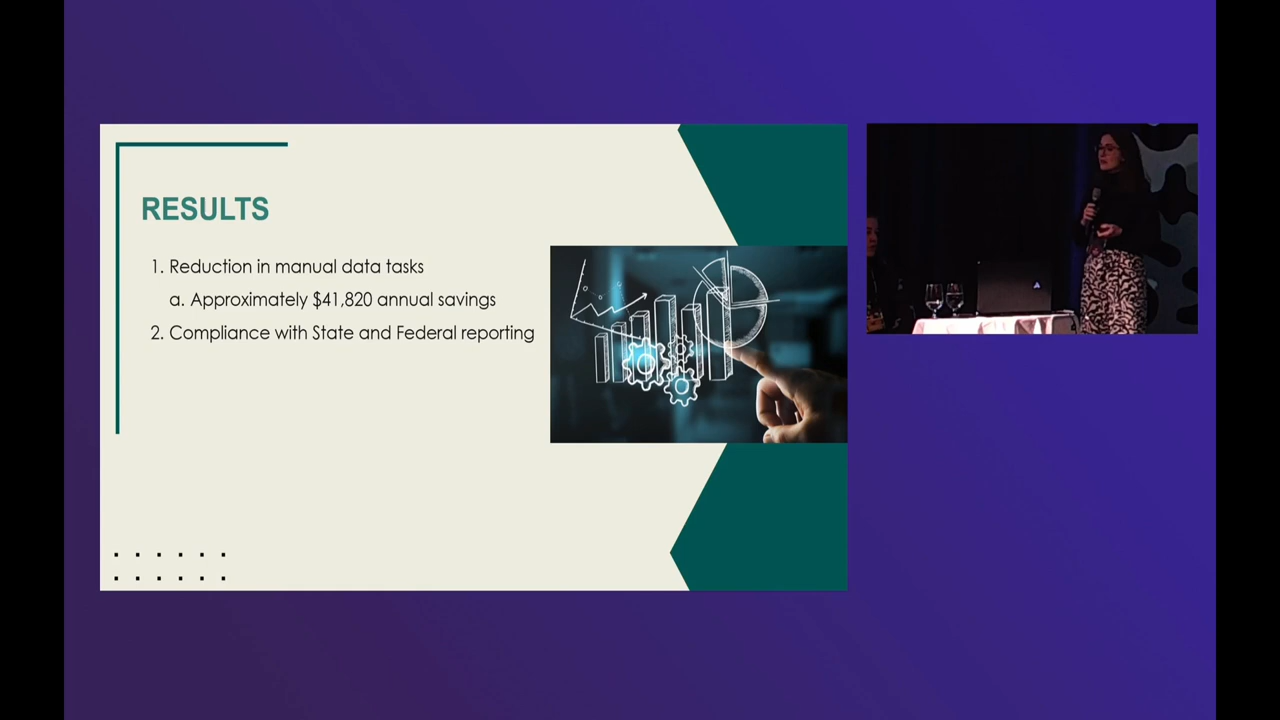 RESULTS
1. Reduction in manual data tasks
a. Approximately $41,820 annual savings
2. Compliance with State and Federal reporting